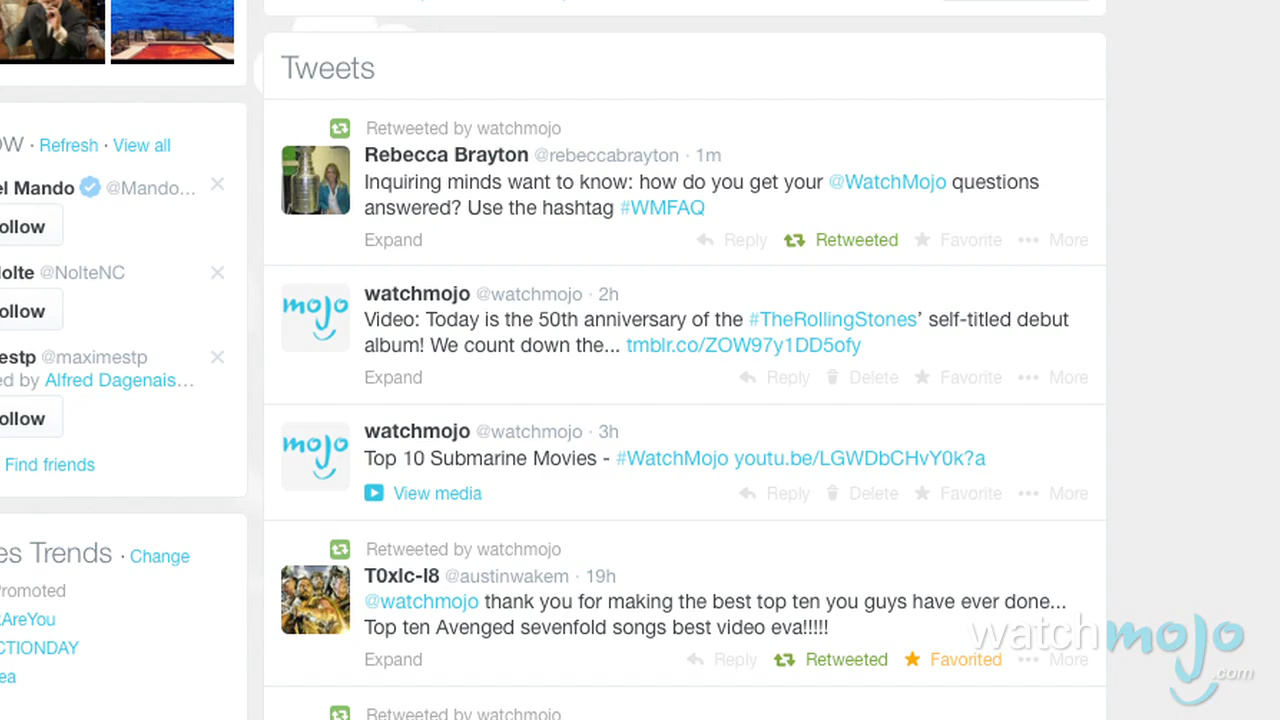 ow · Refresh · View all
el Mando @Mando...
ollow
Nolte @NolteNC
ollow
estp @maximestp
ed by Alfred Dagenais...
ollow
Find friends
es Trends · Change
Promoted
AreYou
CTIONDAY
ea
Tweets
Retweeted by watchmojo
Rebecca Brayton @rebeccabrayton · 1m
Inquiring minds want to know: how do you get your @WatchMojo questions
answered? Use the hashtag #WMFAQ
Expand Reply Retweeted Favorite More
mojo
watchmojo @watchmojo · 2h
Video: Today is the 50th anniversary of the #TheRollingStones’ self-titled debut
album! We count down the... tmblr.co/ZOW97y1DD5ofy
Expand Reply Delete Favorite More
mojo
watchmojo @watchmojo · 3h
Top 10 Submarine Movies - #WatchMojo youtu.be/LGWDbCHvY0k?a
View media Reply Delete Favorite More
Retweeted by watchmojo
T0xIc-I8 @austinwakem · 19h
@watchmojo thank you for making the best top ten you guys have ever done...
Top ten Avenged sevenfold songs best video eva!!!!!
Expand Reply Retweeted Favorited More
Retweeted by watchmojo
watchmojo
.com